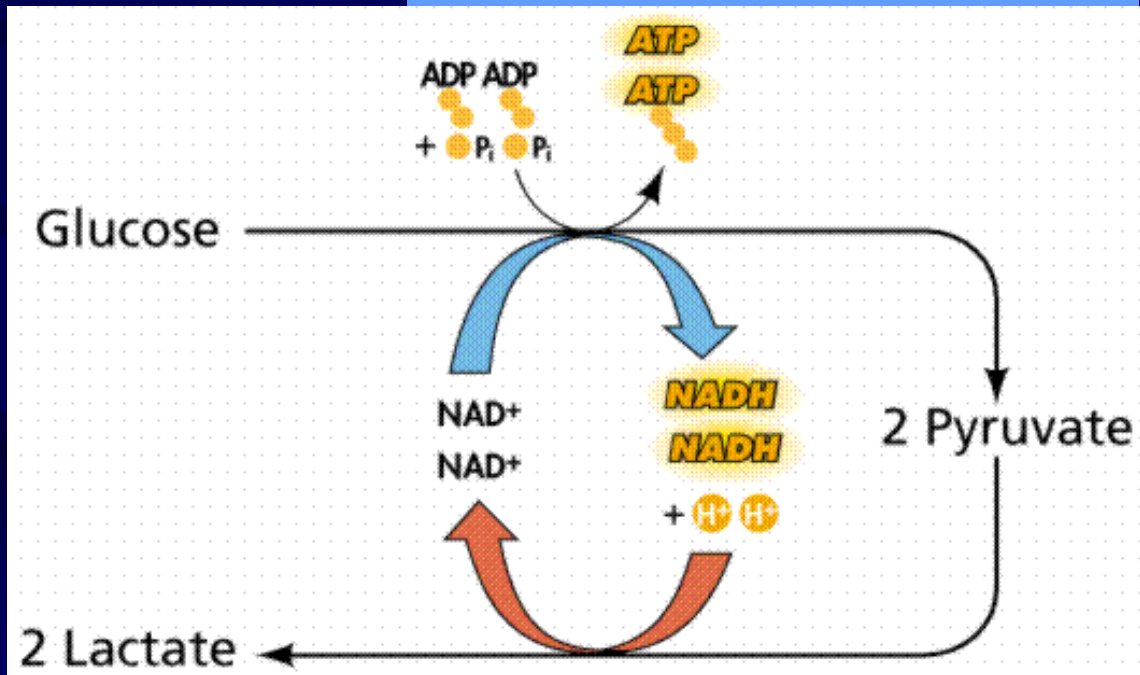 ATP
ATP
ADP ADP
+ Pi Pi
Glucose
NAD+
NAD+
NADH
NADH
+ H+ H+
2 Pyruvate
2 Lactate